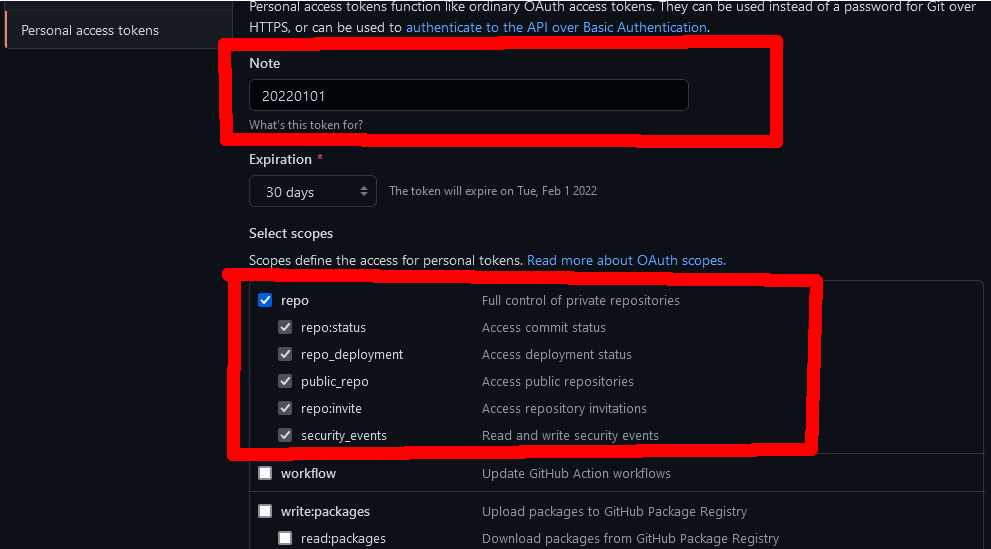 Personal access tokens function like ordinary OAuth access tokens. They can be used instead of a password for Git over
Personal access tokens
HTTPS, or can be used to authenticate to the API over Basic Authentication.
Note
20220101
What's this token for?
Expiration *
30 days The token will expire on Tue, Feb 1 2022
Select scopes
Scopes define the access for personal tokens. Read more about OAuth scopes.
repo Full control of private repositories
repo:status Access commit status
repo_deployment Access deployment status
public_repo Access public repositories
repo:invite Access repository invitations
security_events Read and write security events
workflow Update GitHub Action workflows
write:packages Upload packages to GitHub Package Registry
read:packages Download packages from GitHub Package Registry